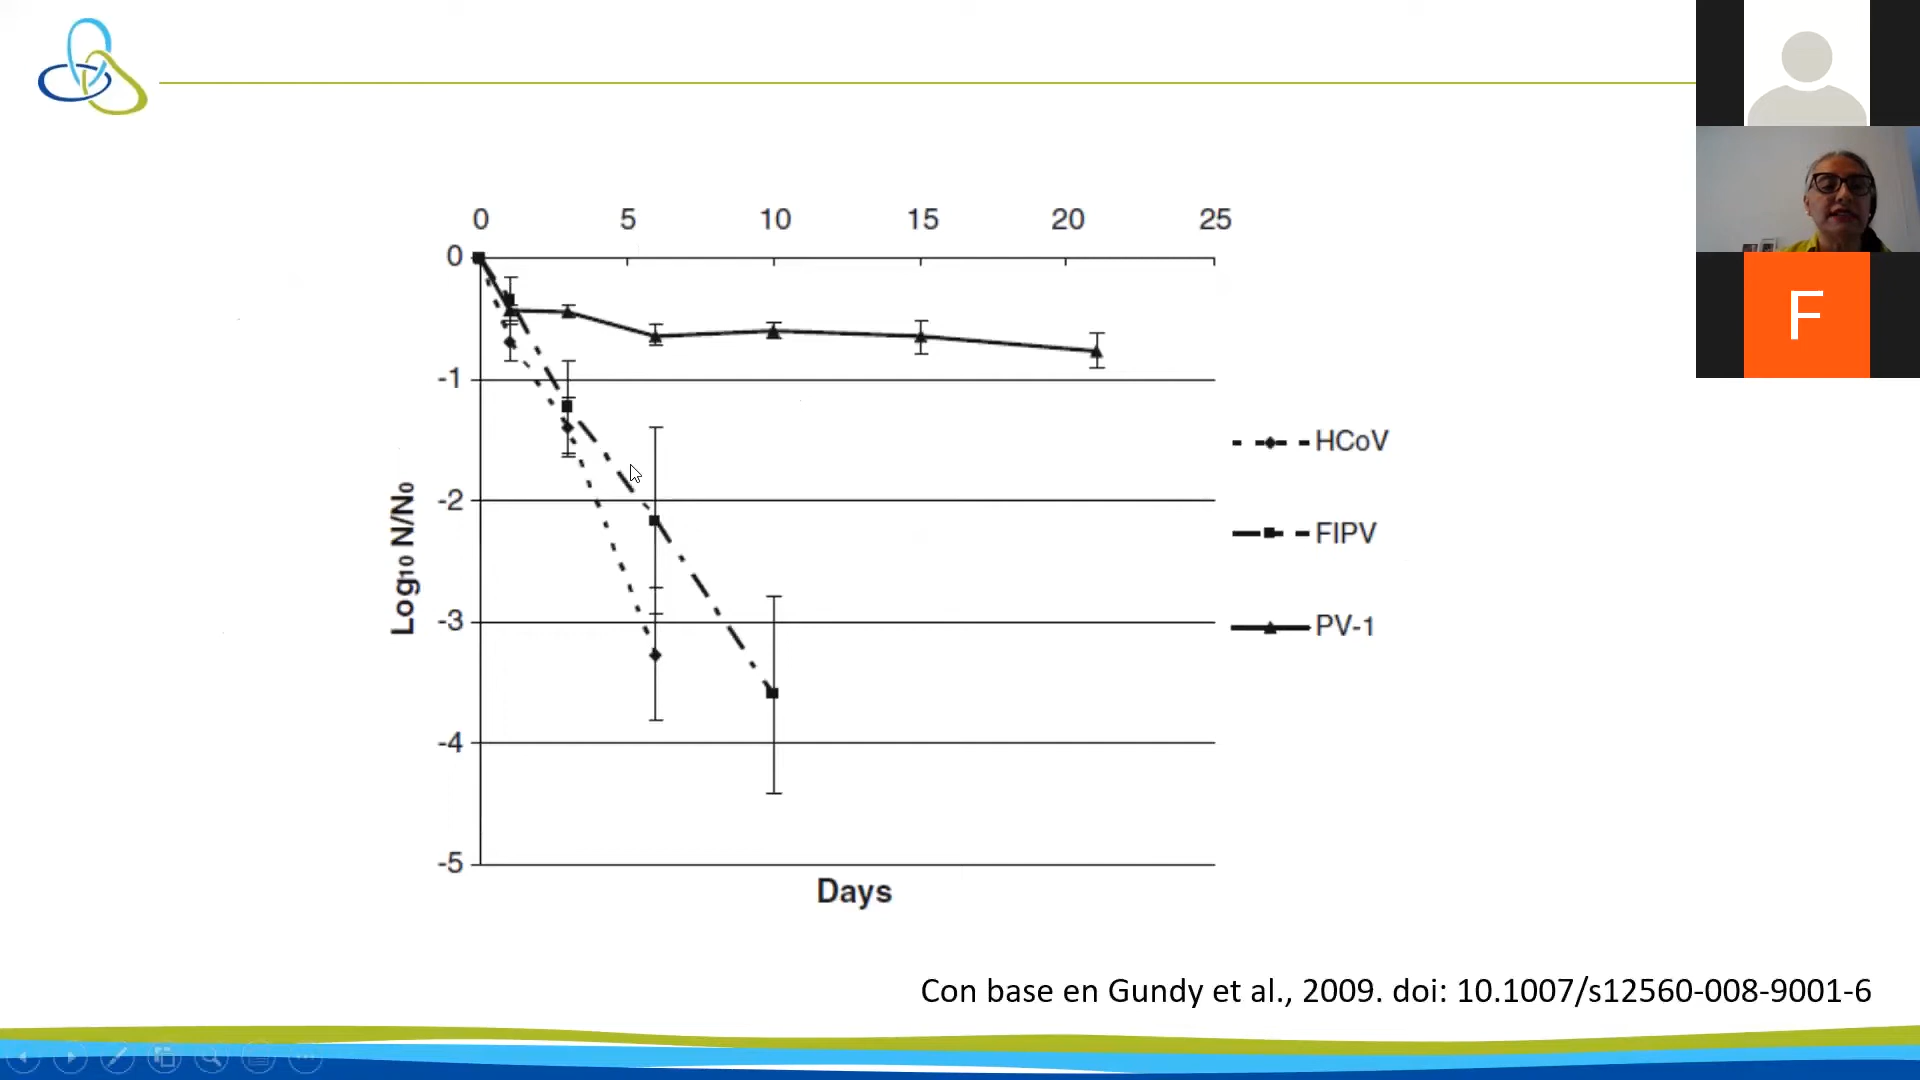 0 5 10 15 20 25
0
-1
-2
-3
-4
-5
Log₁₀ N/N₀
Days
HCoV
FIPV
PV-1
F
Con base en Gundy et al., 2009. doi: 10.1007/s12560-008-9001-6